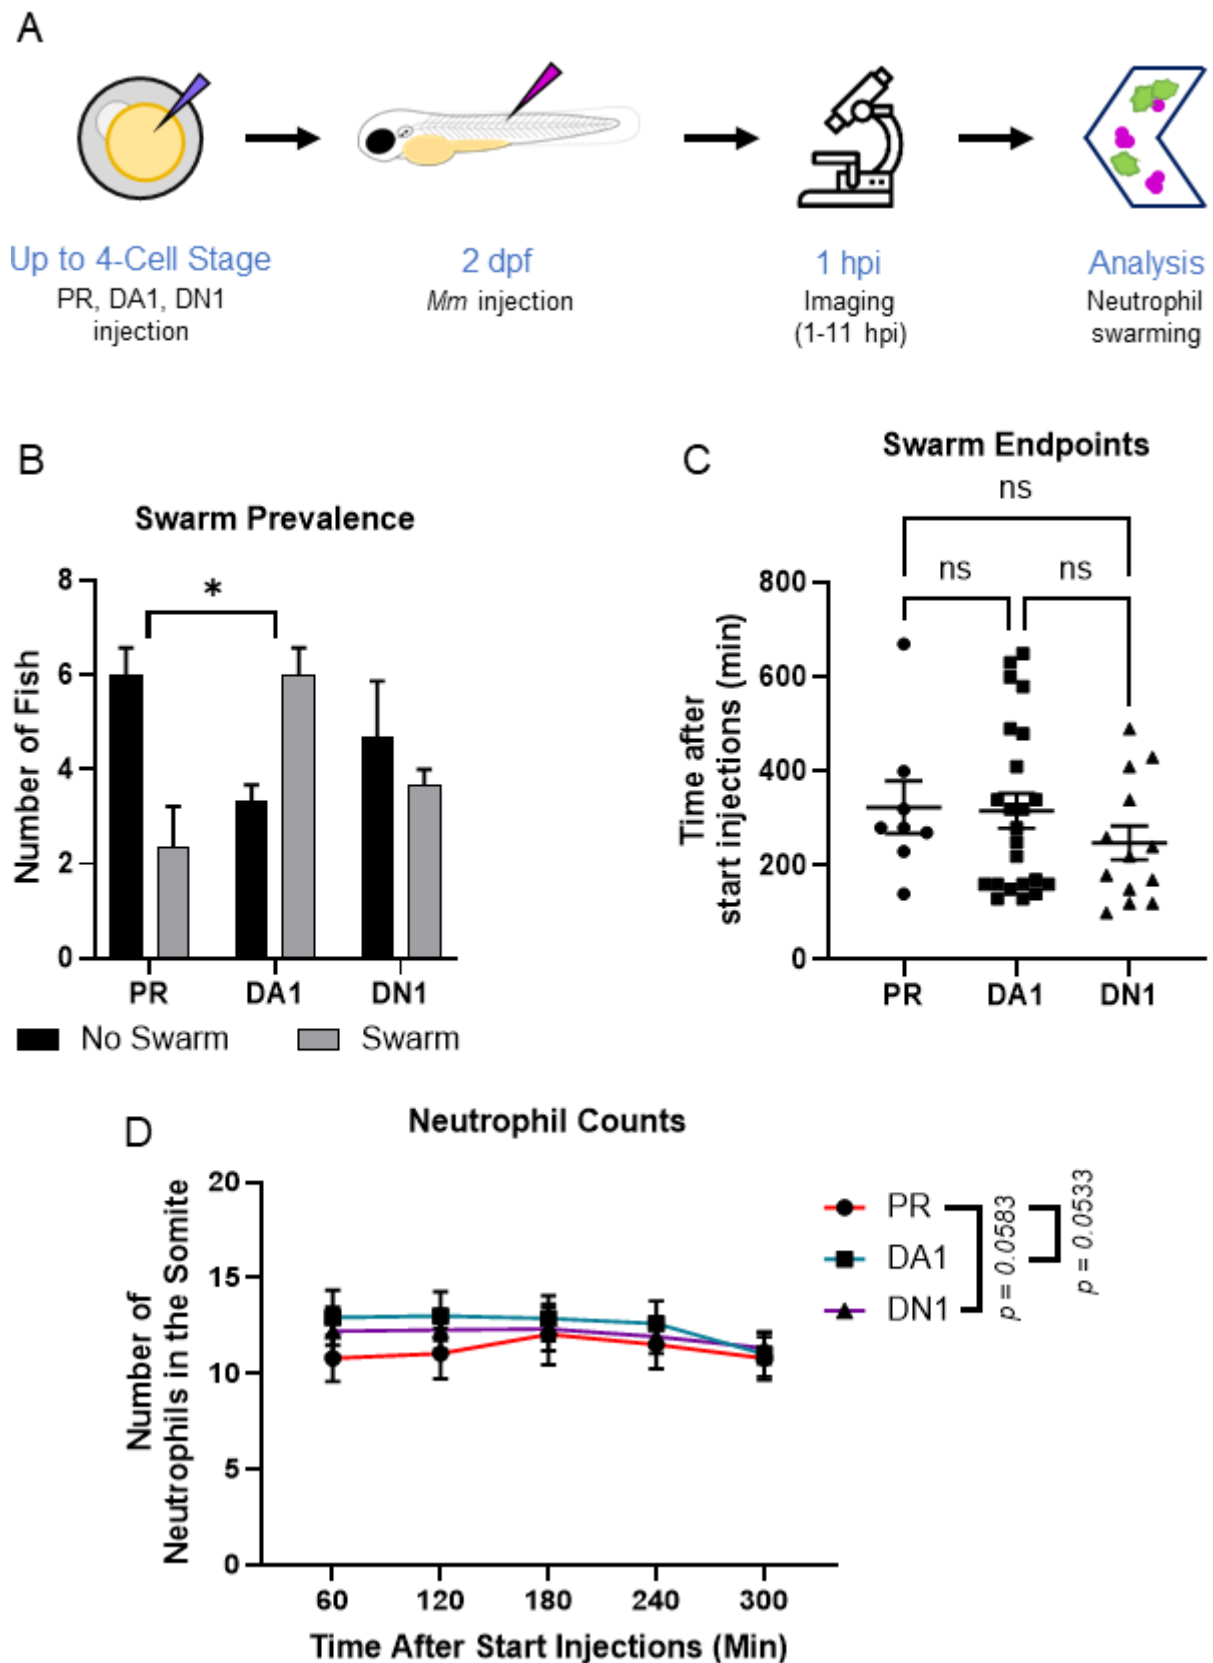 A
Up to 4-Cell Stage
PR, DA1, DN1
injection
2 dpf
Mm injection
1 hpi
Imaging
(1-11 hpi)
Analysis
Neutrophil
swarming
B
Swarm Prevalence
Number of Fish
8
6
4
2
0
*
PR
DA1
DN1
No Swarm
Swarm
C
Swarm Endpoints
ns
ns
ns
Time after
start injections (min)
800
600
400
200
0
PR
DA1
DN1
D
Neutrophil Counts
Number of
Neutrophils in the Somite
20
15
10
5
0
60
120
180
240
300
Time After Start Injections (Min)
PR
DA1
DN1
p = 0.0583
p = 0.0533